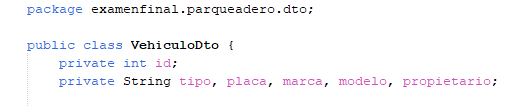 package examenfinal.parqueadero.dto;
public class VehiculoDto {
private int id;
private String tipo, placa, marca, modelo, propietario;